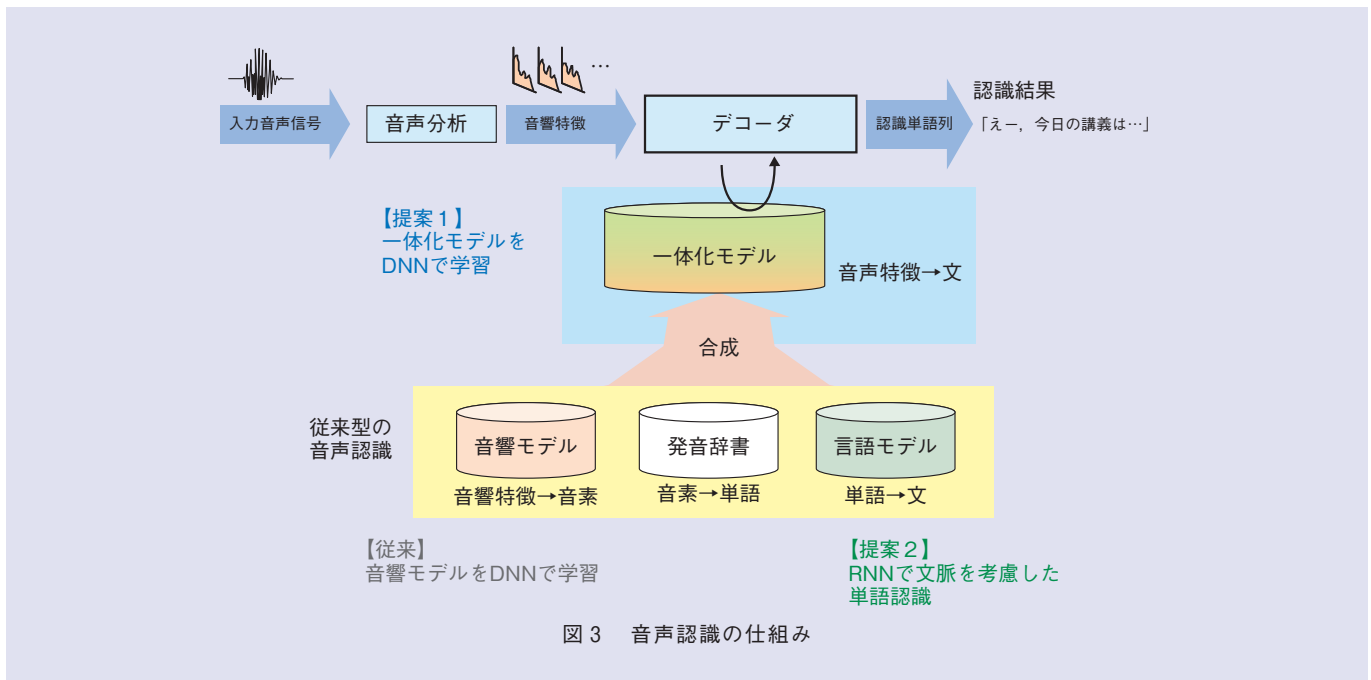 …
入力音声信号
音声分析
音響特徴
デコーダ
認識単語列
認識結果
「えー，今日の講義は…」
【提案１】
一体化モデルを
DNNで学習
一体化モデル
音声特徴→文
合成
従来型の
音声認識
音響モデル
発音辞書
言語モデル
音響特徴→音素
音素→単語
単語→文
【従来】
音響モデルをDNNで学習
【提案２】
RNNで文脈を考慮した
単語認識
図３　音声認識の仕組み